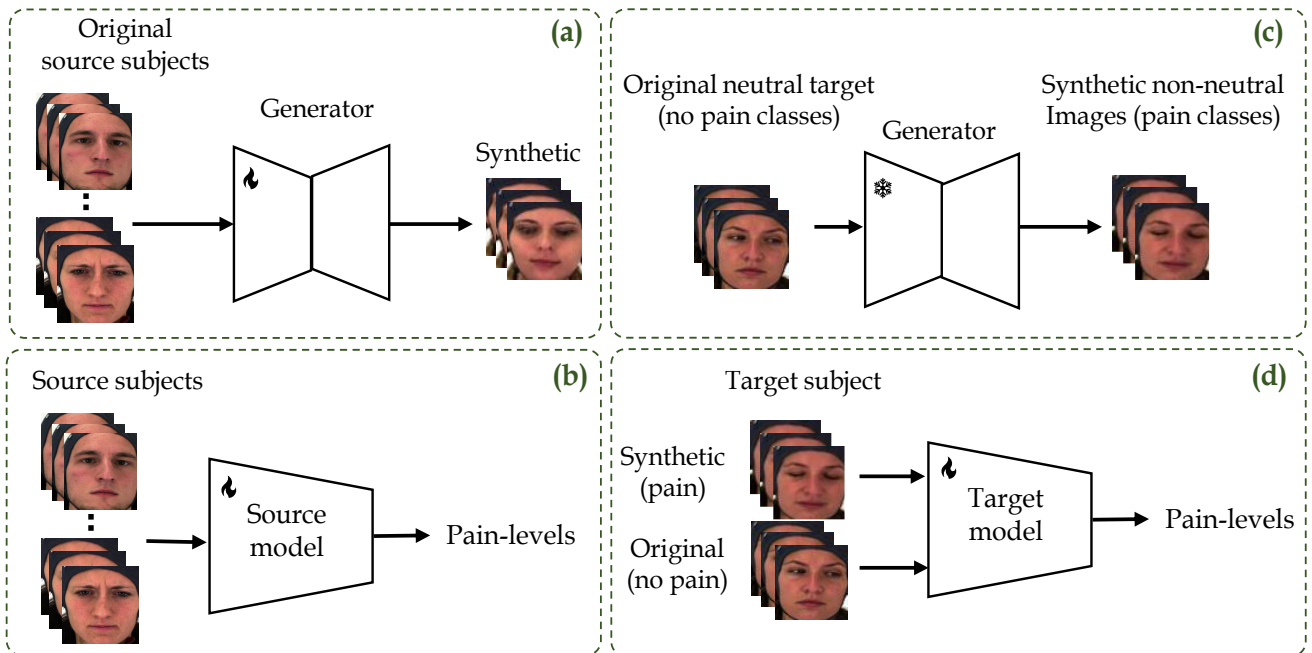 (a)
Original
source subjects
Generator
Synthetic
(c)
Original neutral target
(no pain classes)
Generator
Synthetic non-neutral
Images (pain classes)
(b)
Source subjects
Source
model
Pain-levels
(d)
Target subject
Synthetic
(pain)
Original
(no pain)
Target
model
Pain-levels